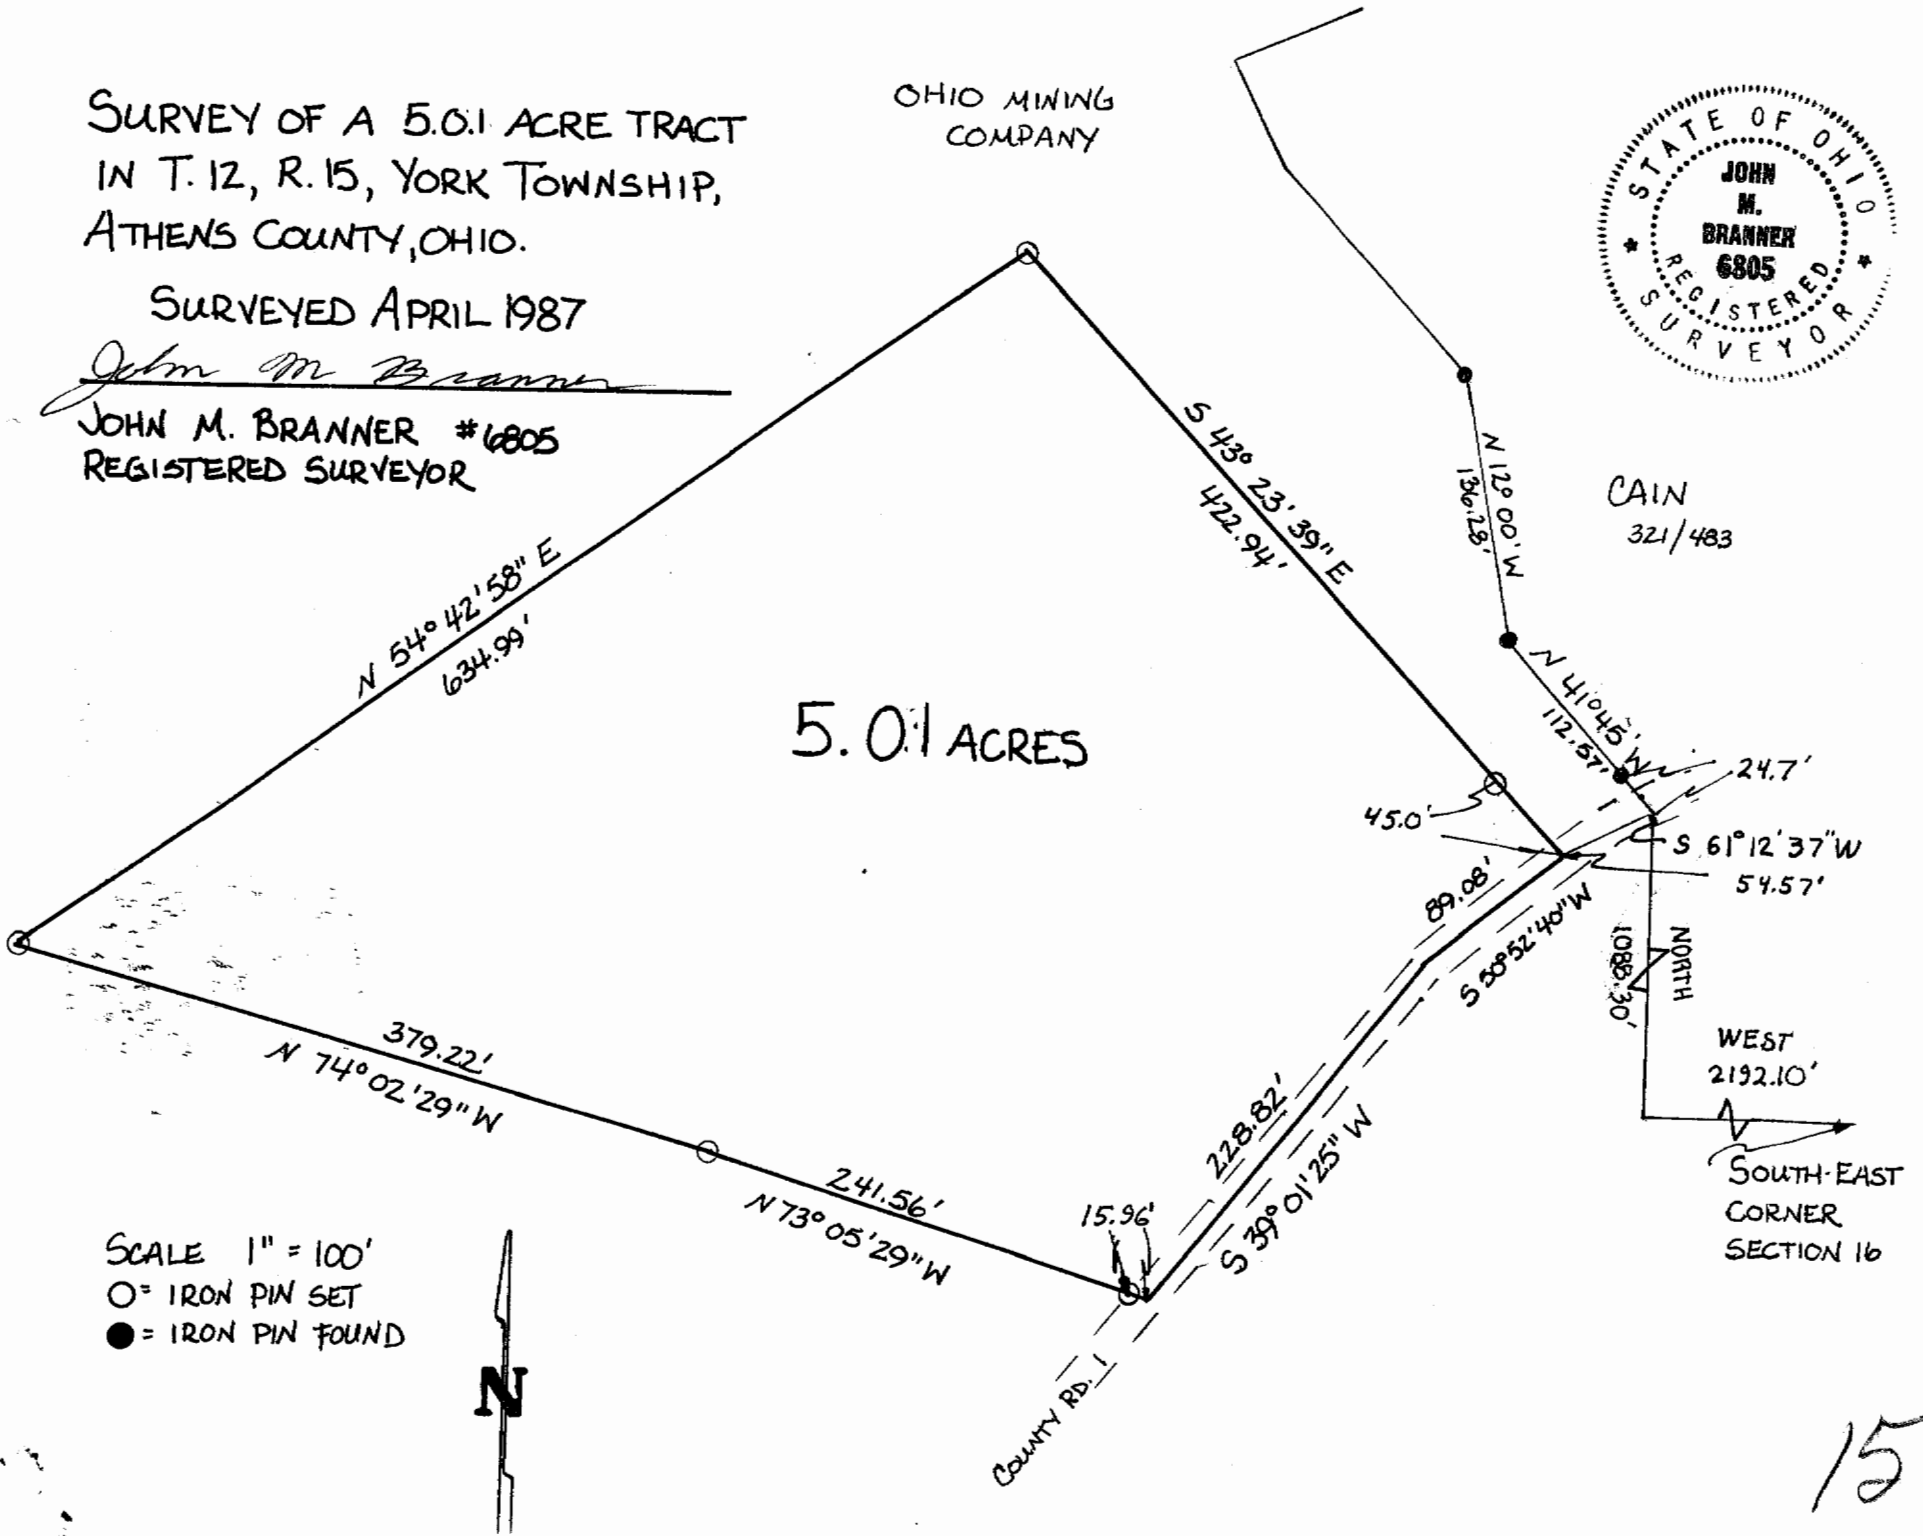 SURVEY OF A 5.01 ACRE TRACT
IN T. 12, R. 15, YORK TOWNSHIP,
ATHENS COUNTY, OHIO.
SURVEYED APRIL 1987
John M Branner
JOHN M. BRANNER #6805
REGISTERED SURVEYOR
OHIO MINING
COMPANY
STATE OF OHIO
JOHN
M.
BRANNER
6805
REGISTERED
SURVEYOR
N 54° 42' 58" E
634.99'
S 43° 23' 39" E
422.94'
N 12° 00' W
136.28'
CAIN
321/483
N 41° 45' W
112.57'
24.7'
5.01 ACRES
45.0'
S 61° 12' 37" W
54.57'
89.08'
S 50° 52' 40" W
NORTH
1088.30'
WEST
2192.10'
SOUTH-EAST
CORNER
SECTION 16
379.22'
N 74° 02' 29" W
241.56'
N 73° 05' 29" W
15.96'
228.82'
S 39° 01' 25" W
COUNTY RD. 1
SCALE 1" = 100'
O = IRON PIN SET
● = IRON PIN FOUND
N
15